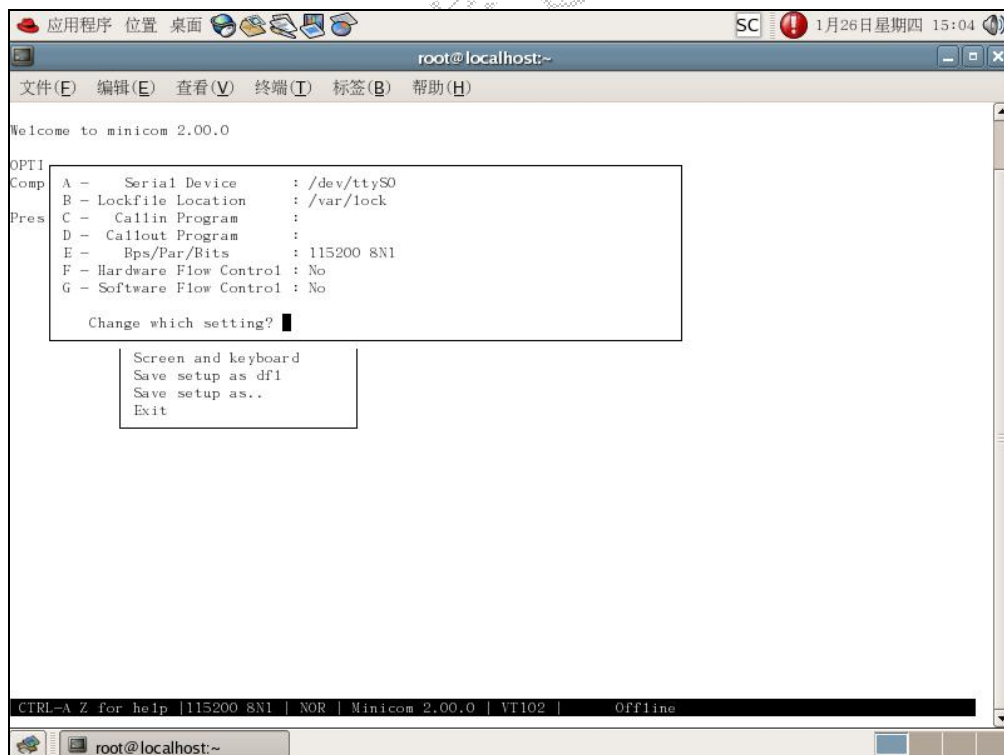 应用程序 位置 桌面 SC 1月26日星期四 15:04
root@localhost:~
文件(F) 编辑(E) 查看(V) 终端(T) 标签(B) 帮助(H)
Welcome to minicom 2.00.0
OPTI
Comp
Pres
A - Serial Device : /dev/ttyS0
B - Lockfile Location : /var/lock
C - Callin Program :
D - Callout Program :
E - Bps/Par/Bits : 115200 8N1
F - Hardware Flow Control : No
G - Software Flow Control : No
Change which setting?
Screen and keyboard
Save setup as dfl
Save setup as..
Exit
CTRL-A Z for help |115200 8N1 | NOR | Minicom 2.00.0 | VT102 | Offline
root@localhost:~